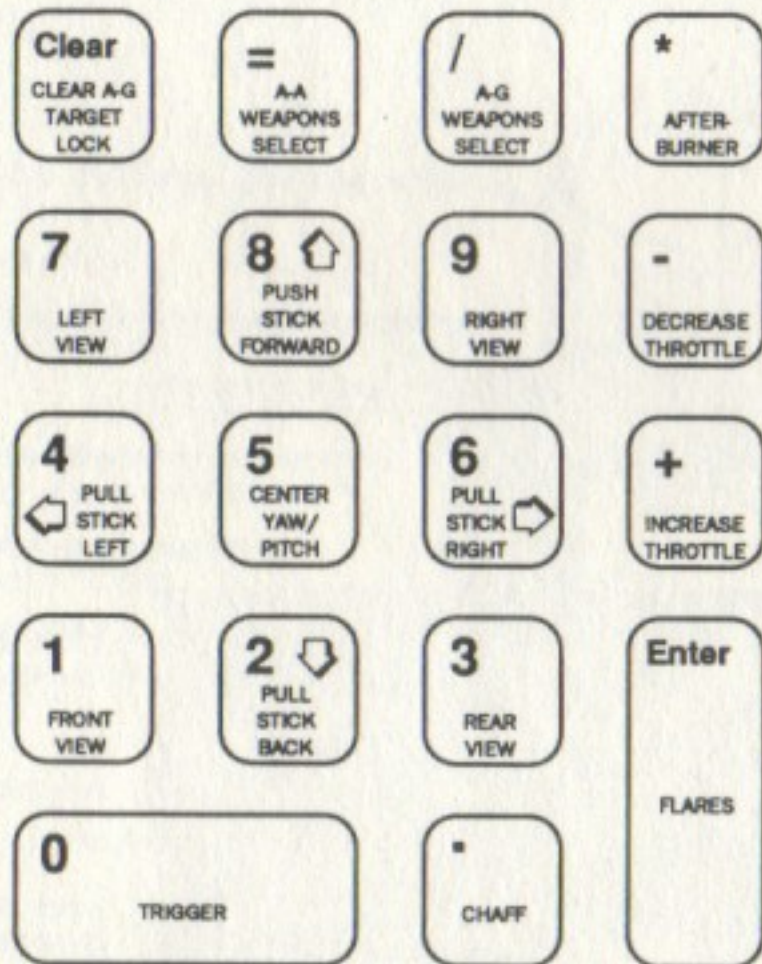 Clear
CLEAR A-G
TARGET
LOCK
=
A-A
WEAPONS
SELECT
/
A-G
WEAPONS
SELECT
*
AFTER-
BURNER
7
LEFT
VIEW
8
PUSH
STICK
FORWARD
9
RIGHT
VIEW
-
DECREASE
THROTTLE
4
PULL
STICK
LEFT
5
CENTER
YAW/
PITCH
6
PULL
STICK
RIGHT
+
INCREASE
THROTTLE
1
FRONT
VIEW
2
PULL
STICK
BACK
3
REAR
VIEW
Enter
FLARES
0
TRIGGER
.
CHAFF